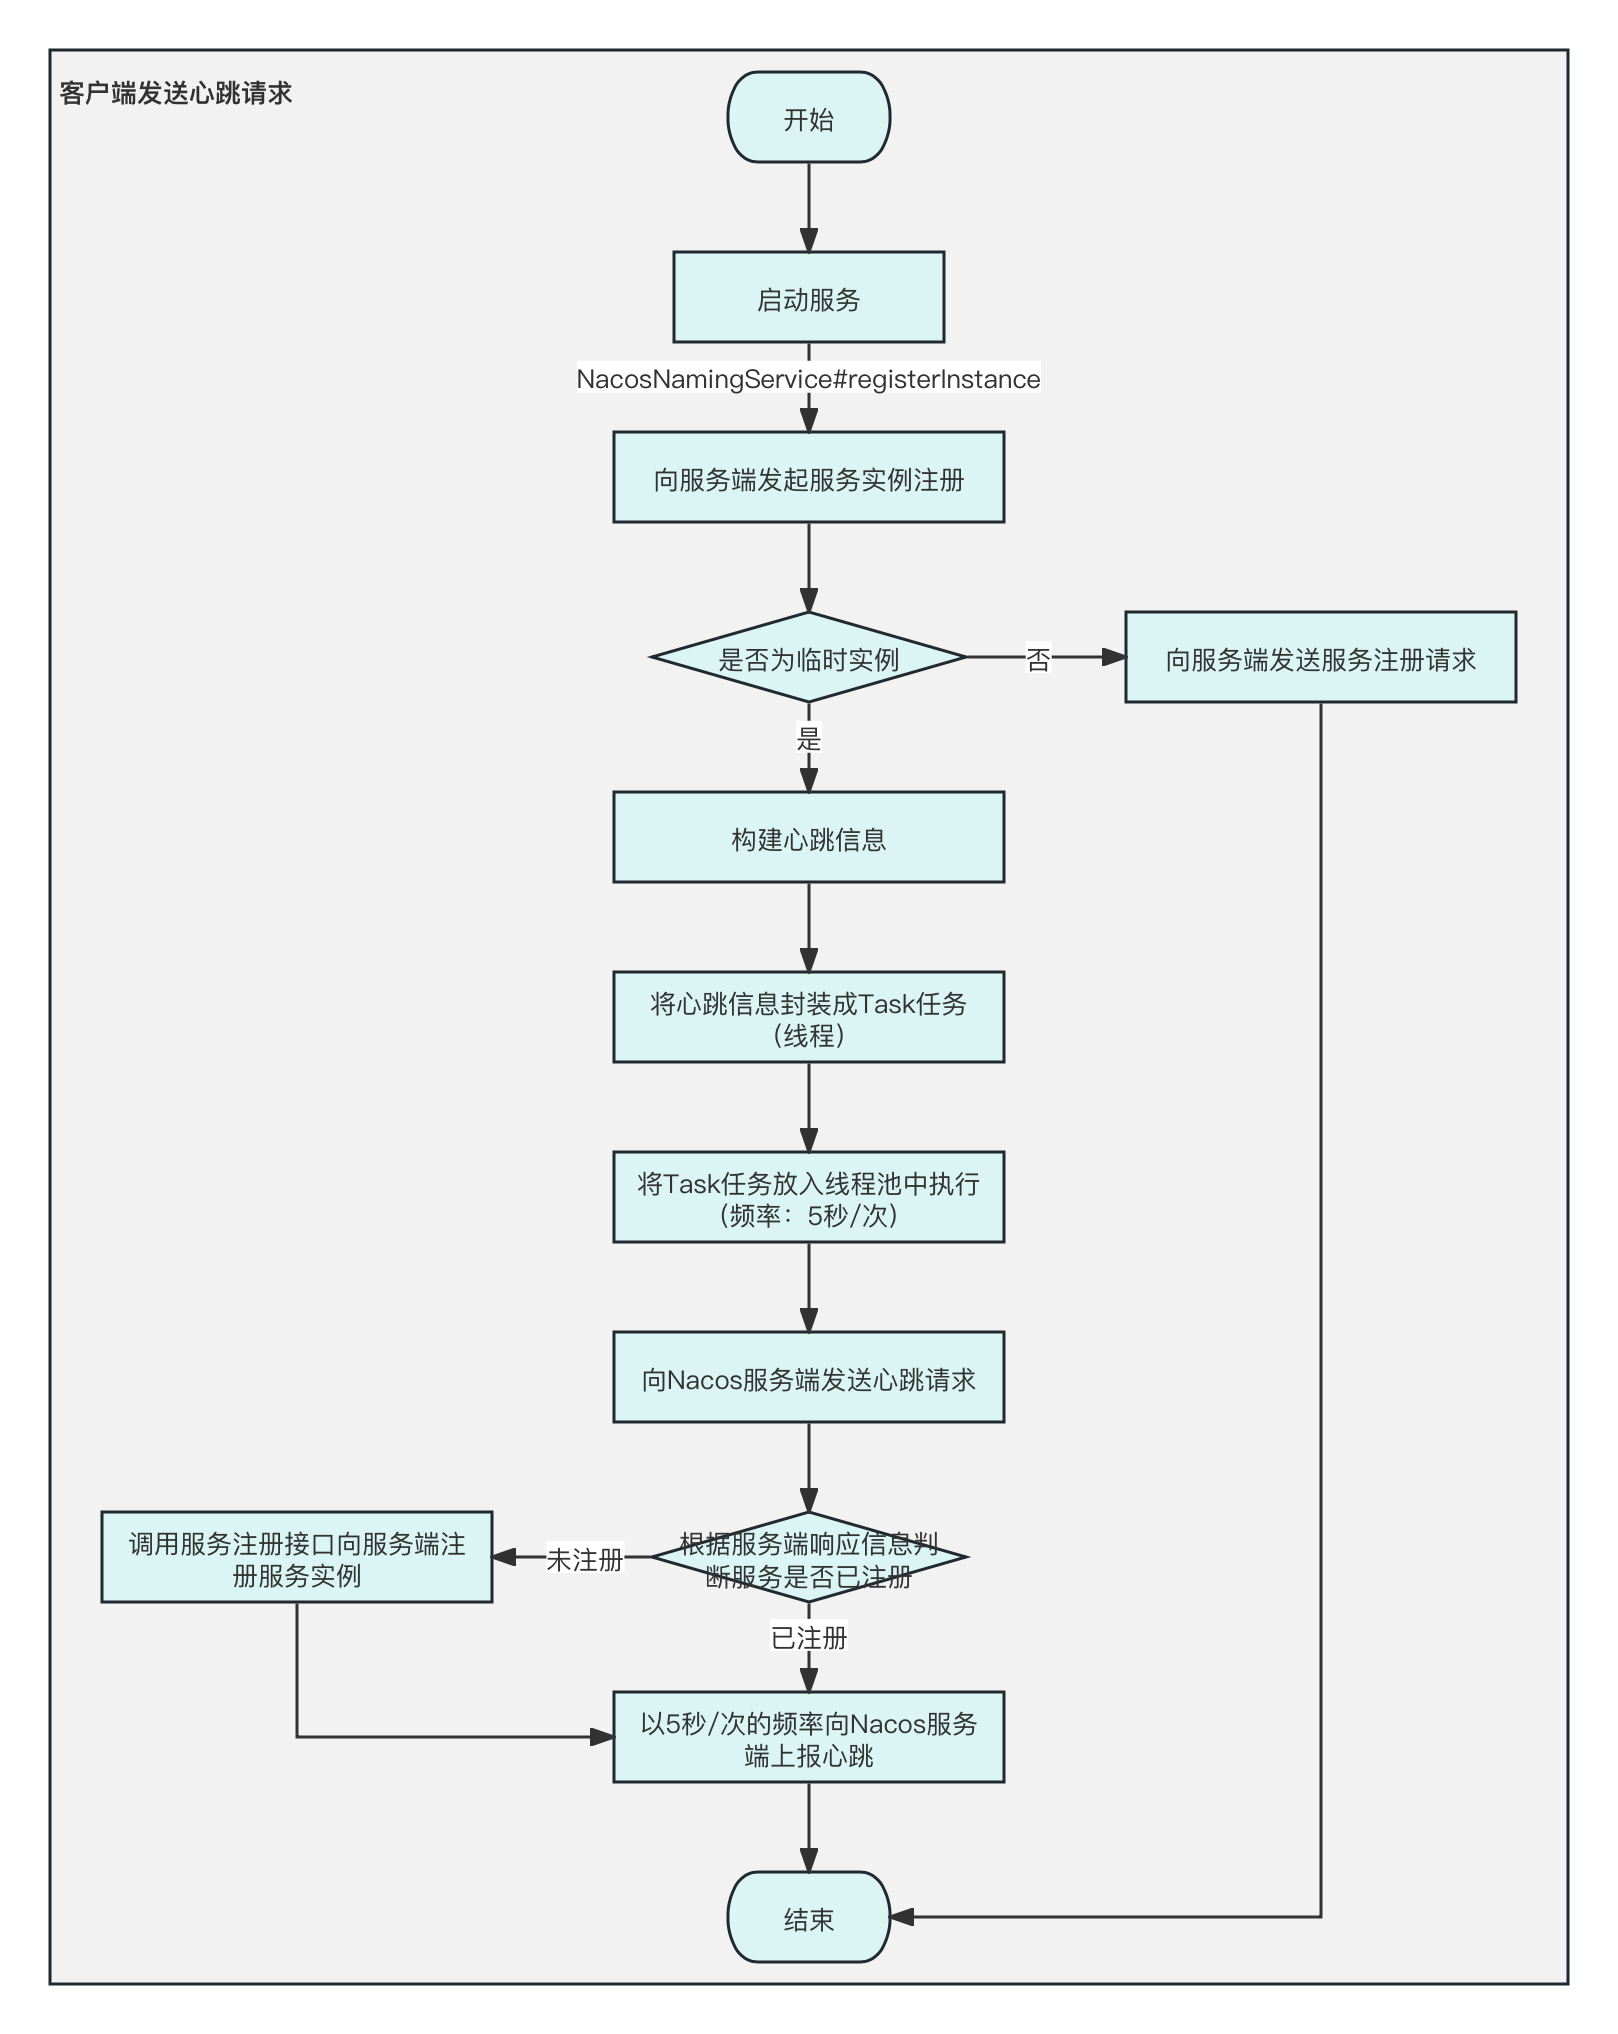 客户端发送心跳请求
开始
启动服务
NacosNamingService#registerInstance
向服务端发起服务实例注册
是否为临时实例
否
向服务端发送服务注册请求
是
构建心跳信息
将心跳信息封装成Task任务
（线程）
将Task任务放入线程池中执行
（频率：5秒/次）
向Nacos服务端发送心跳请求
根据服务端响应信息判
断服务是否已注册
未注册
调用服务注册接口向服务端注
册服务实例
已注册
以5秒/次的频率向Nacos服务
端上报心跳
结束